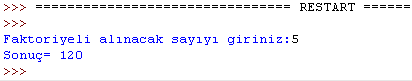 >>> ================================ RESTART ======
>>>
Faktoriyeli alınacak sayıyı giriniz:5
Sonuç= 120
>>>